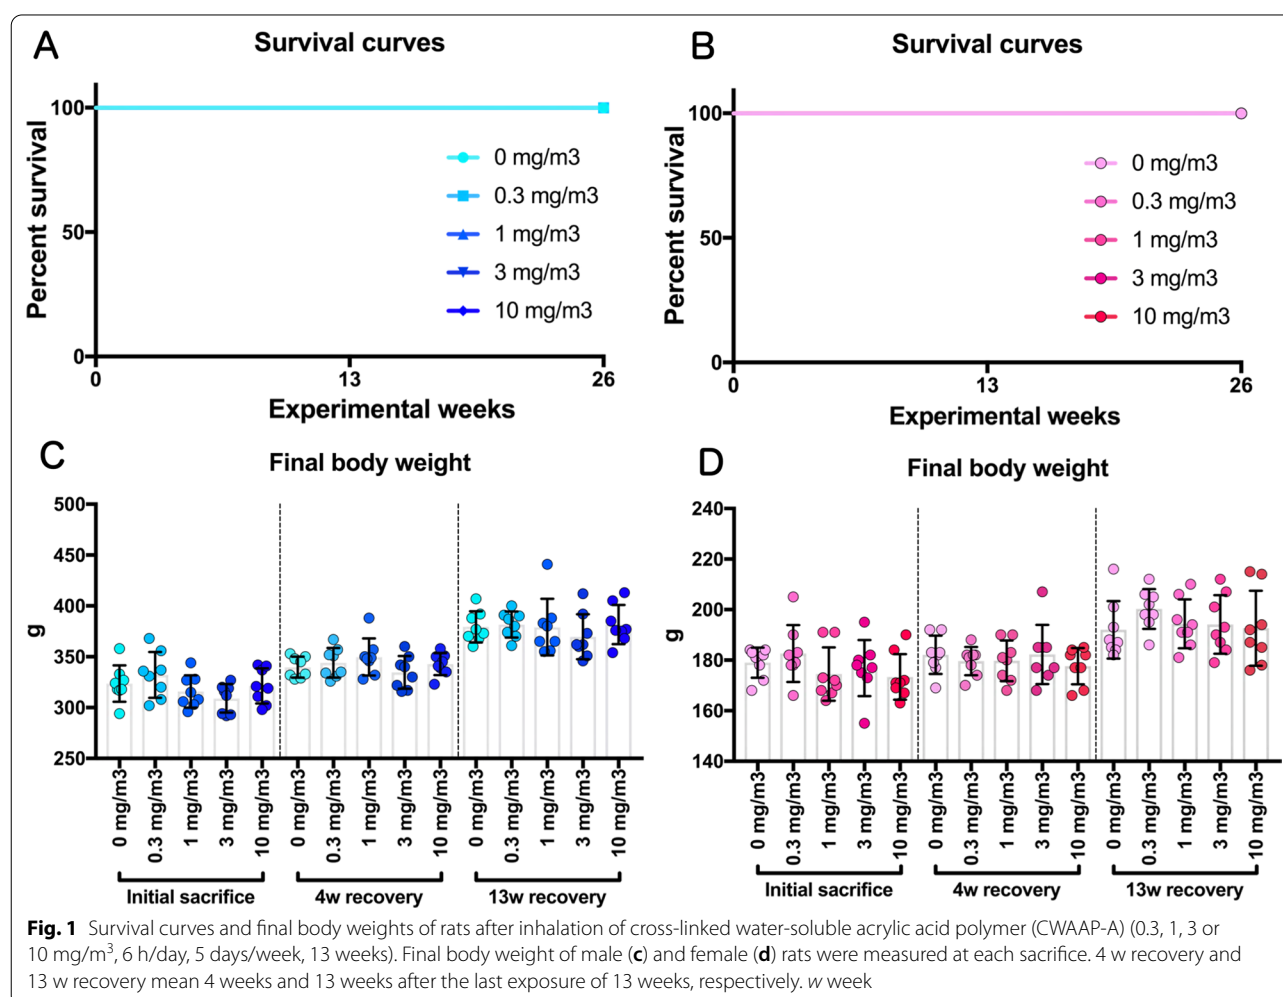 A
Survival curves
Percent survival
100
50
0
0 mg/m3
0.3 mg/m3
1 mg/m3
3 mg/m3
10 mg/m3
0
13
26
Experimental weeks
B
Survival curves
Percent survival
100
50
0
0 mg/m3
0.3 mg/m3
1 mg/m3
3 mg/m3
10 mg/m3
0
13
26
Experimental weeks
C
Final body weight
g
500
450
400
350
300
250
0 mg/m3
0.3 mg/m3
1 mg/m3
3 mg/m3
10 mg/m3
0 mg/m3
0.3 mg/m3
1 mg/m3
3 mg/m3
10 mg/m3
0 mg/m3
0.3 mg/m3
1 mg/m3
3 mg/m3
10 mg/m3
Initial sacrifice
4w recovery
13w recovery
D
Final body weight
g
240
220
200
180
160
140
0 mg/m3
0.3 mg/m3
1 mg/m3
3 mg/m3
10 mg/m3
0 mg/m3
0.3 mg/m3
1 mg/m3
3 mg/m3
10 mg/m3
0 mg/m3
0.3 mg/m3
1 mg/m3
3 mg/m3
10 mg/m3
Initial sacrifice
4w recovery
13w recovery
Fig. 1 Survival curves and final body weights of rats after inhalation of cross-linked water-soluble acrylic acid polymer (CWAAP-A) (0.3, 1, 3 or
10 mg/m³, 6 h/day, 5 days/week, 13 weeks). Final body weight of male (c) and female (d) rats were measured at each sacrifice. 4 w recovery and
13 w recovery mean 4 weeks and 13 weeks after the last exposure of 13 weeks, respectively. w week